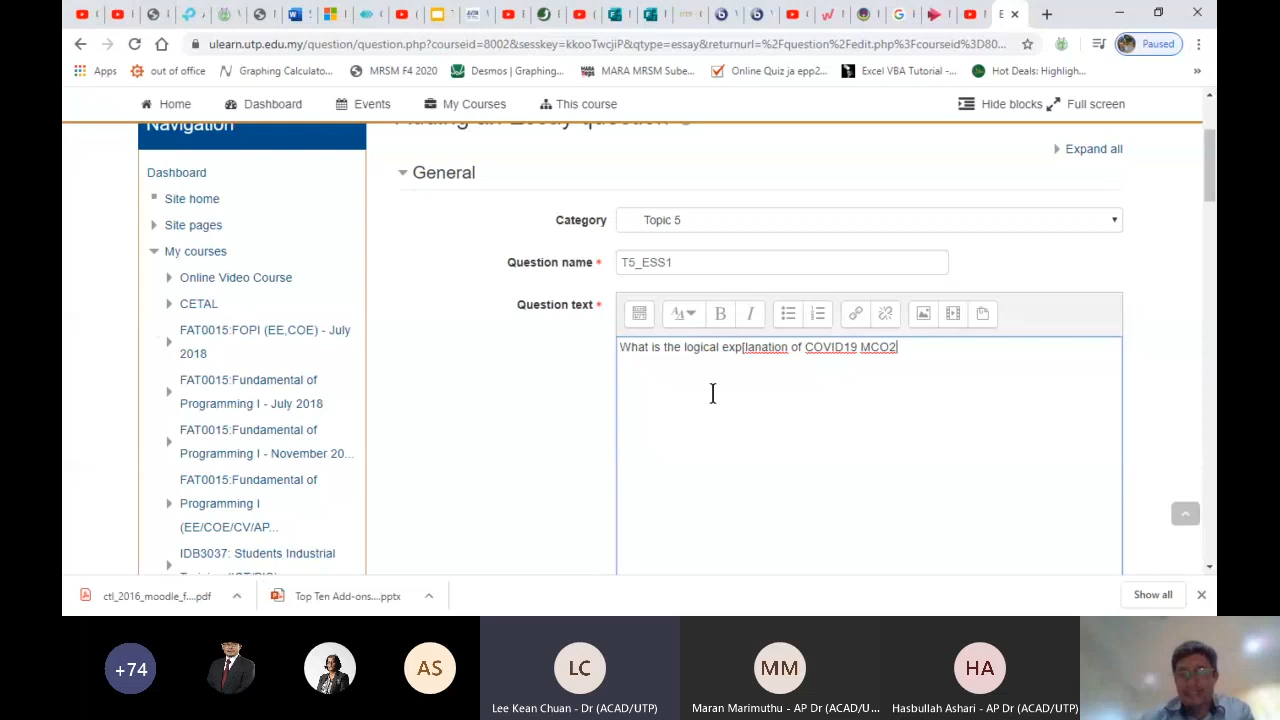 ulearn.utp.edu.my/question/question.php?courseid=8002&sesskey=kkooTwcjiP&qtype=essay&returnurl=%2Fquestion%2Fedit.php%3Fcourseid%3D80...
Paused
Apps
out of office
Graphing Calculato...
MRSM F4 2020
Desmos | Graphing...
MARA MRSM Sube...
Online Quiz ja epp2...
Excel VBA Tutorial -...
Hot Deals: Highligh...
»
Home
Dashboard
Events
My Courses
This course
Hide blocks
Full screen
Navigation
Expand all
Dashboard
Site home
Site pages
My courses
Online Video Course
CETAL
FAT0015:FOPI (EE,COE) - July
2018
FAT0015:Fundamental of
Programming I - July 2018
FAT0015:Fundamental of
Programming I - November 20...
FAT0015:Fundamental of
Programming I
(EE/COE/CV/AP...
IDB3037: Students Industrial
General
Category
Topic 5
Question name *
T5_ESS1
Question text *
What is the logical exp[lanation of COVID19 MCO2
ctl_2016_moodle_f....pdf
Top Ten Add-ons....pptx
Show all
+74
AS
LC
MM
HA
Lee Kean Chuan - Dr (ACAD/UTP)
Maran Marimuthu - AP Dr (ACAD/U...
Hasbullah Ashari - AP Dr (ACAD/UTP)